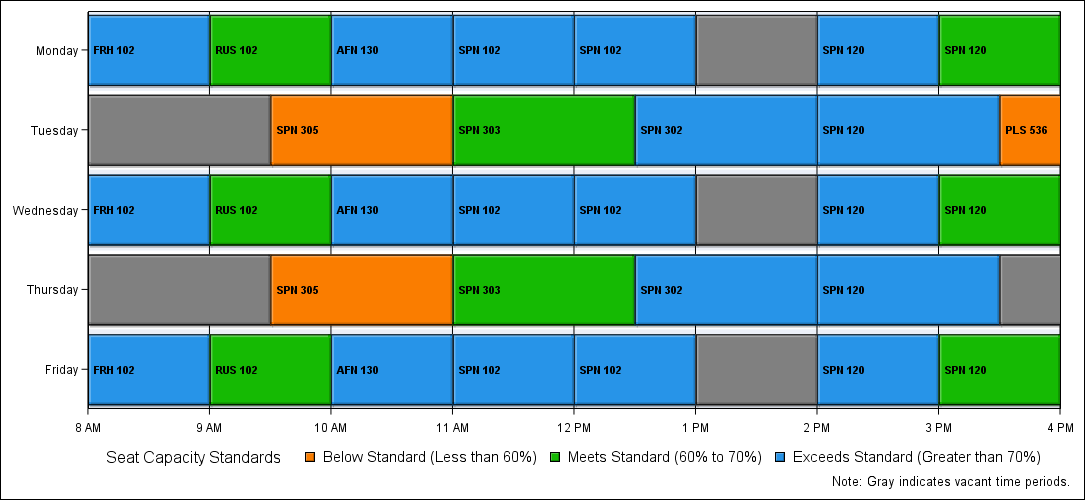 Monday FRH 102 RUS 102 AFN 130 SPN 102 SPN 102 SPN 120 SPN 120
Tuesday SPN 305 SPN 303 SPN 302 SPN 120 PLS 536
Wednesday FRH 102 RUS 102 AFN 130 SPN 102 SPN 102 SPN 120 SPN 120
Thursday SPN 305 SPN 303 SPN 302 SPN 120
Friday FRH 102 RUS 102 AFN 130 SPN 102 SPN 102 SPN 120 SPN 120
8 AM 9 AM 10 AM 11 AM 12 PM 1 PM 2 PM 3 PM 4 PM
Seat Capacity Standards Below Standard (Less than 60%) Meets Standard (60% to 70%) Exceeds Standard (Greater than 70%)
Note: Gray indicates vacant time periods.